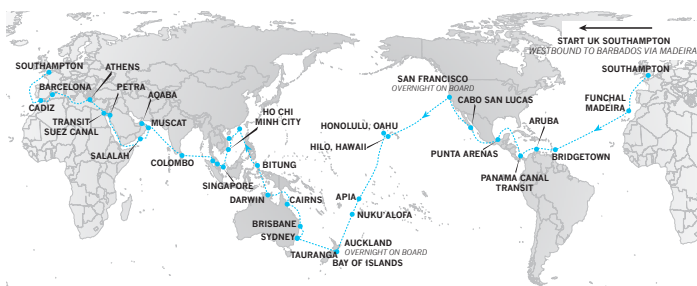 START UK SOUTHAMPTON
WESTBOUND TO BARBADOS VIA MADEIRA
SOUTHAMPTON
ATHENS
BARCELONA
PETRA
AQABA
CADIZ
TRANSIT
SUEZ CANAL
MUSCAT
SALALAH
COLOMBO
HO CHI
MINH CITY
SINGAPORE
BITUNG
DARWIN
CAIRNS
BRISBANE
SYDNEY
TAURANGA
BAY OF ISLANDS
AUCKLAND
OVERNIGHT ON BOARD
NUKU'ALOFA
APIA
HONOLULÚ, OAHU
HILO, HAWAII
SAN FRANCISCO
OVERNIGHT ON BOARD
CABO SAN LUCAS
PUNTA ARENAS
PANAMA CANAL
TRANSIT
ARUBA
BRIDGETOWN
FUNCHAL
MADEIRA
SOUTHAMPTON